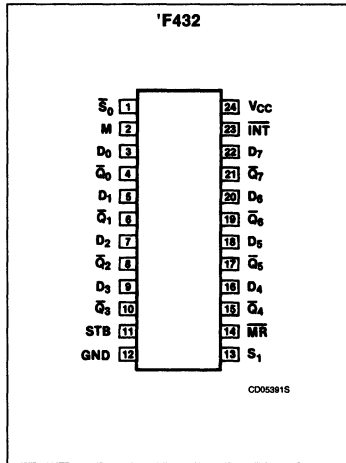 'F432
S̅₀ 1 24 VCC
M 2 23 I̅N̅T̅
D₀ 3 22 D₇
Q̅₀ 4 21 Q̅₇
D₁ 5 20 D₆
Q̅₁ 6 19 Q̅₆
D₂ 7 18 D₅
Q̅₂ 8 17 Q̅₅
D₃ 9 16 D₄
Q̅₃ 10 15 Q̅₄
STB 11 14 M̅R̅
GND 12 13 S₁
CD05391S